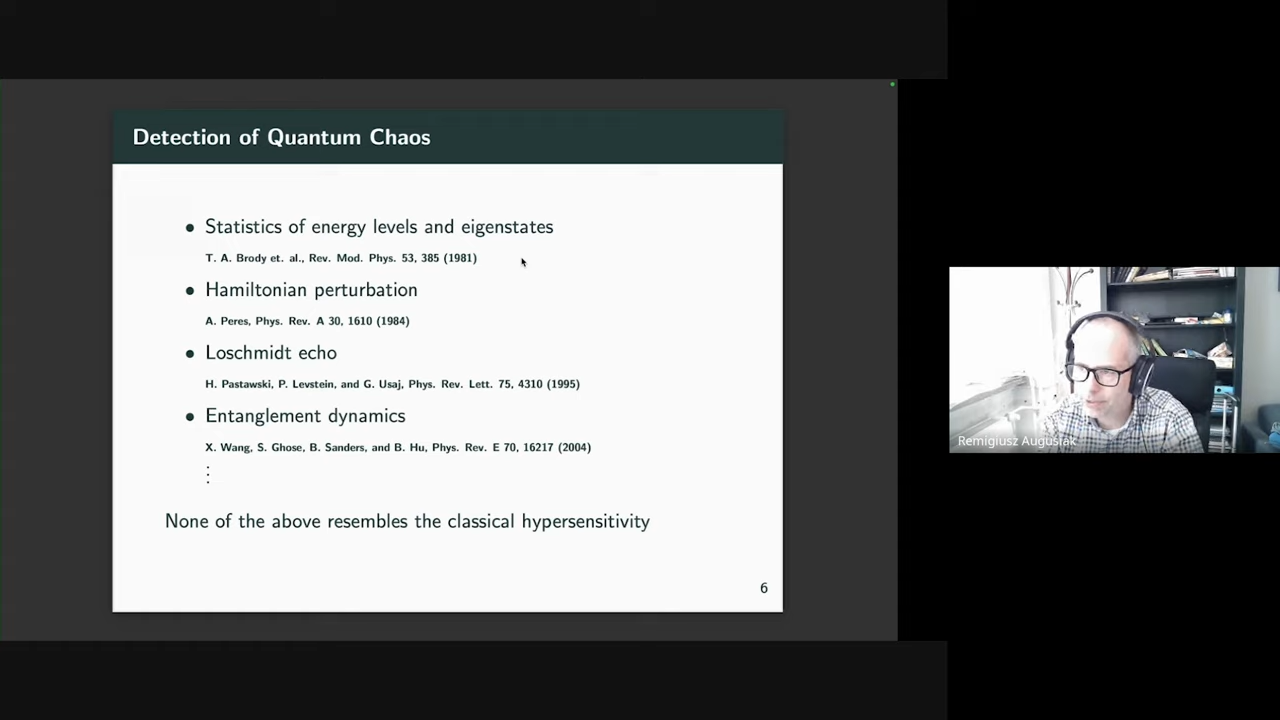 Detection of Quantum Chaos
• Statistics of energy levels and eigenstates
T. A. Brody et. al., Rev. Mod. Phys. 53, 385 (1981)
• Hamiltonian perturbation
A. Peres, Phys. Rev. A 30, 1610 (1984)
• Loschmidt echo
H. Pastawski, P. Levstein, and G. Usaj, Phys. Rev. Lett. 75, 4310 (1995)
• Entanglement dynamics
X. Wang, S. Ghose, B. Sanders, and B. Hu, Phys. Rev. E 70, 16217 (2004)
⋮
None of the above resembles the classical hypersensitivity
6
Remigiusz Augusiak